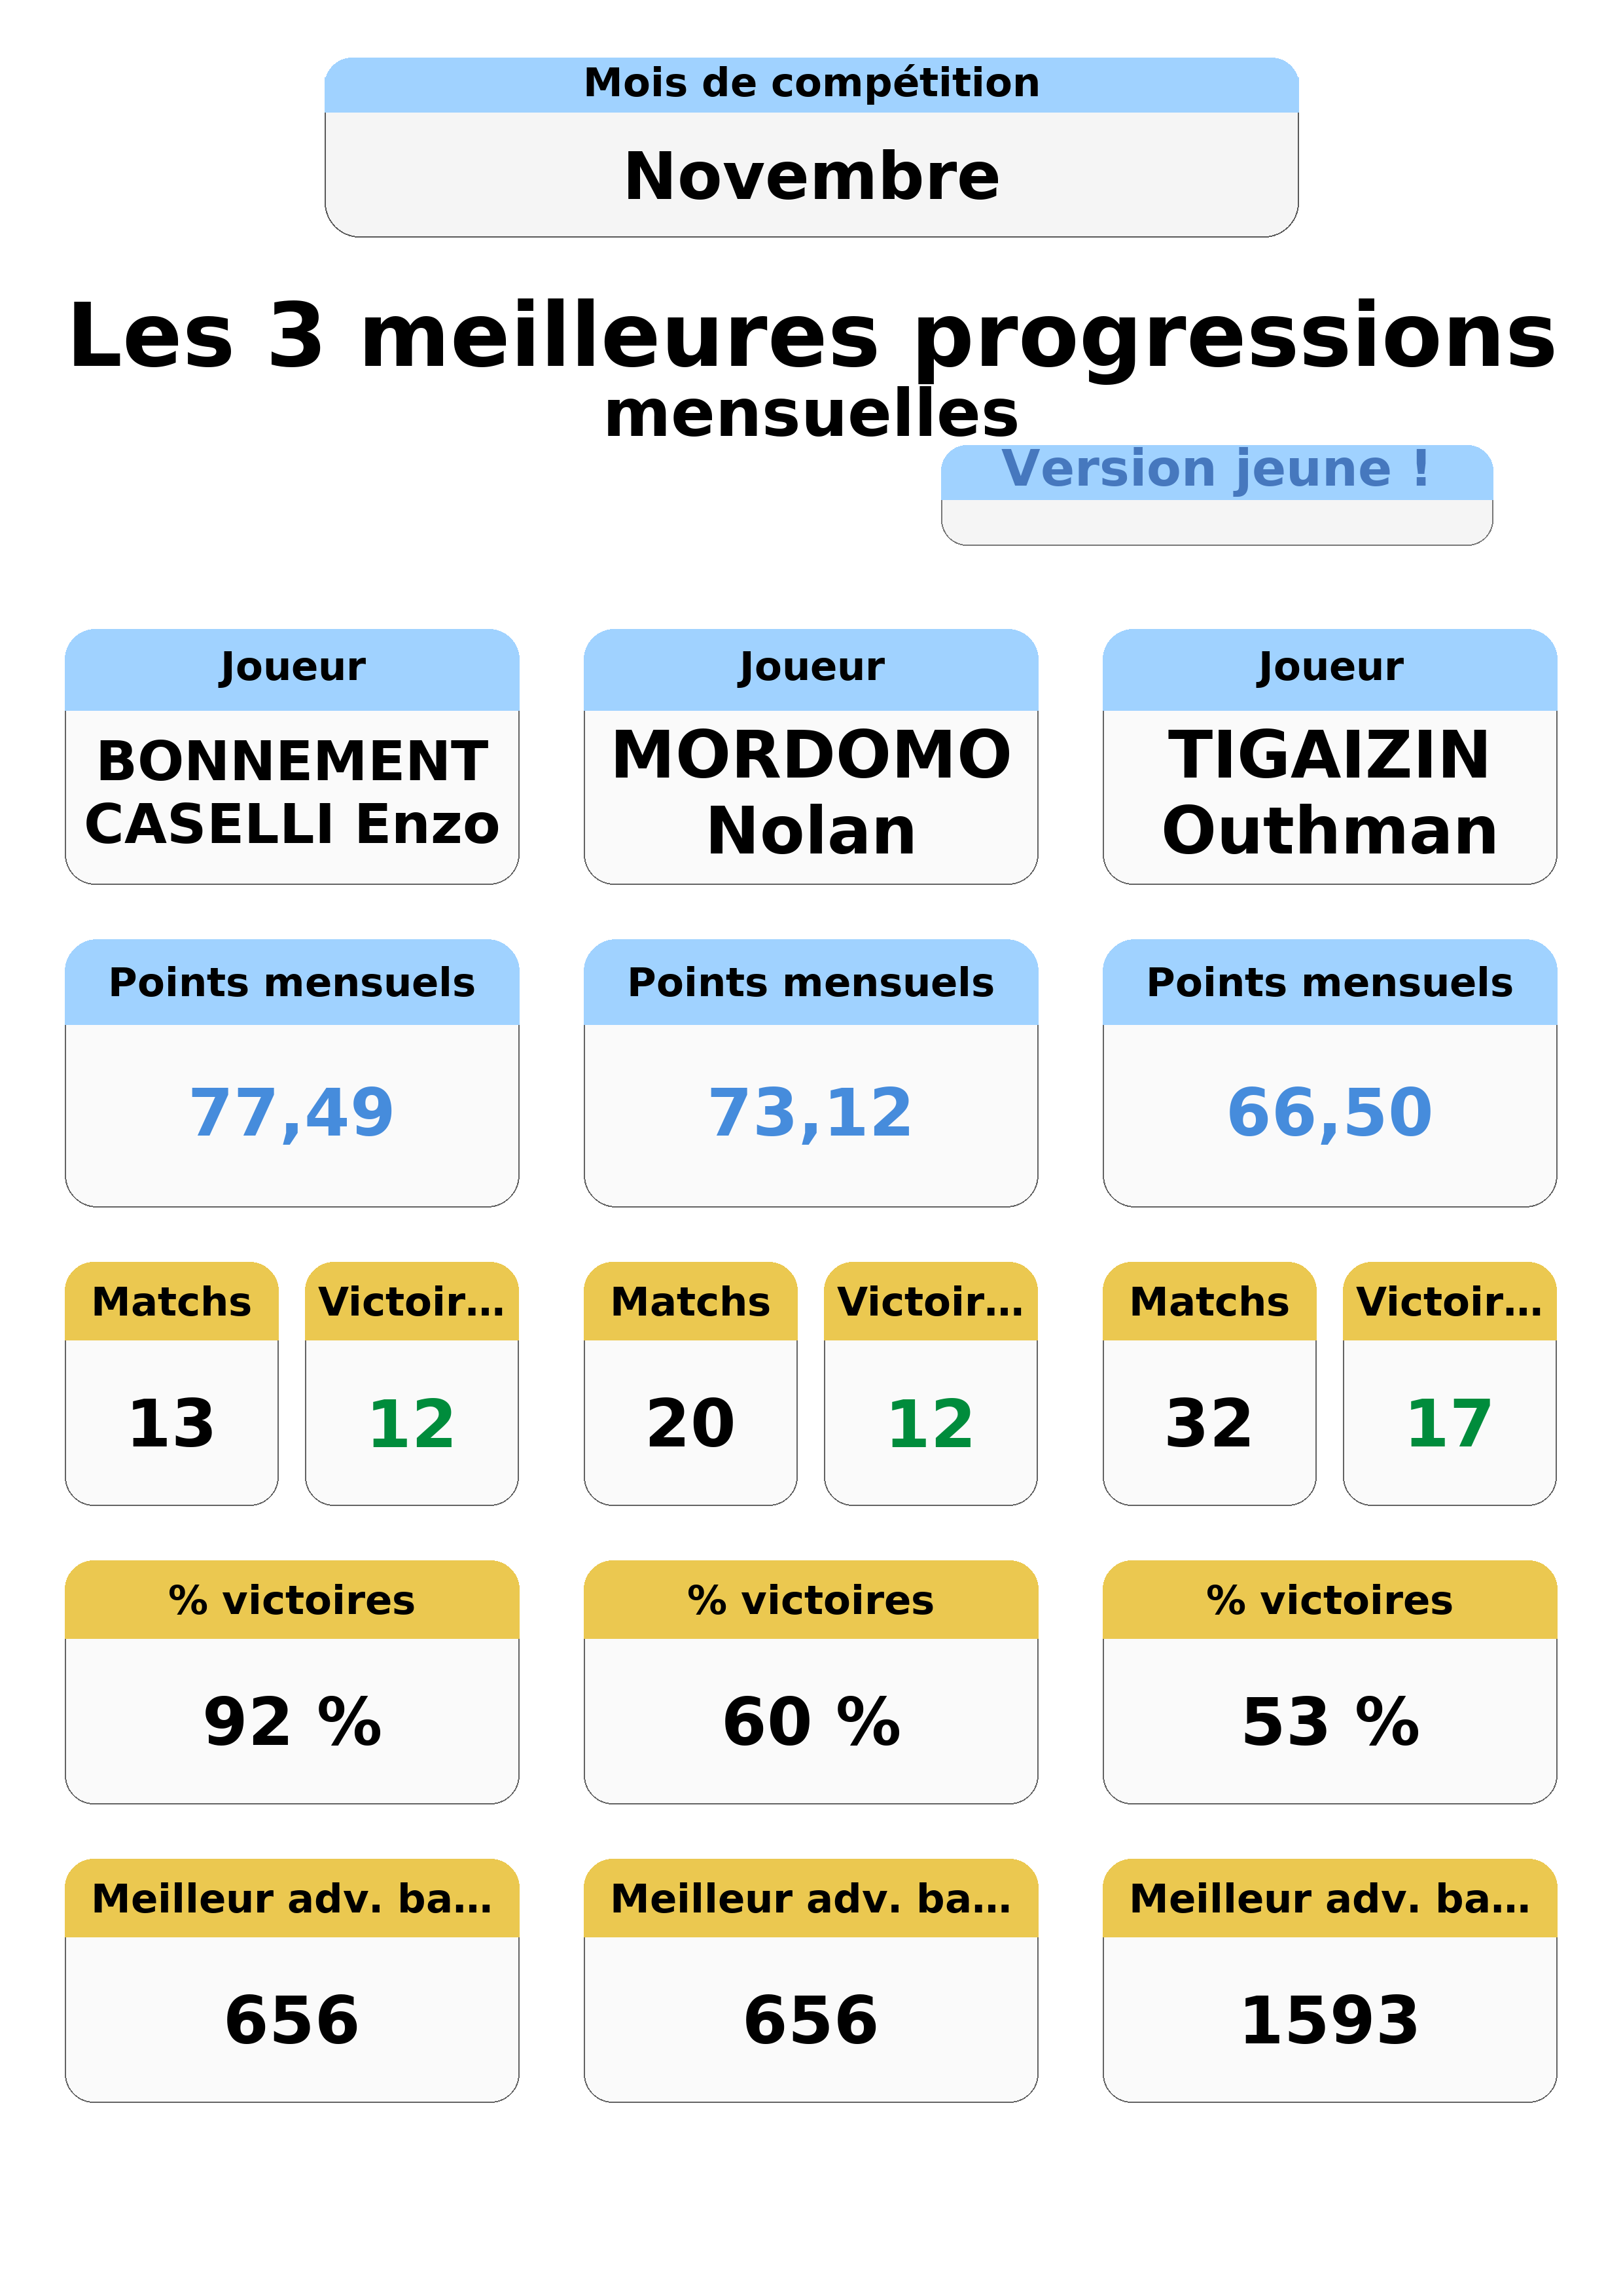 Mois de compétition
Novembre
Les 3 meilleures progressions
mensuelles
Version jeune !
Joueur
BONNEMENT
CASELLI Enzo
Joueur
MORDOMO
Nolan
Joueur
TIGAIZIN
Outhman
Points mensuels
77,49
Points mensuels
73,12
Points mensuels
66,50
Matchs
13
Victoir...
12
Matchs
20
Victoir...
12
Matchs
32
Victoir...
17
% victoires
92 %
% victoires
60 %
% victoires
53 %
Meilleur adv. ba...
656
Meilleur adv. ba...
656
Meilleur adv. ba...
1593